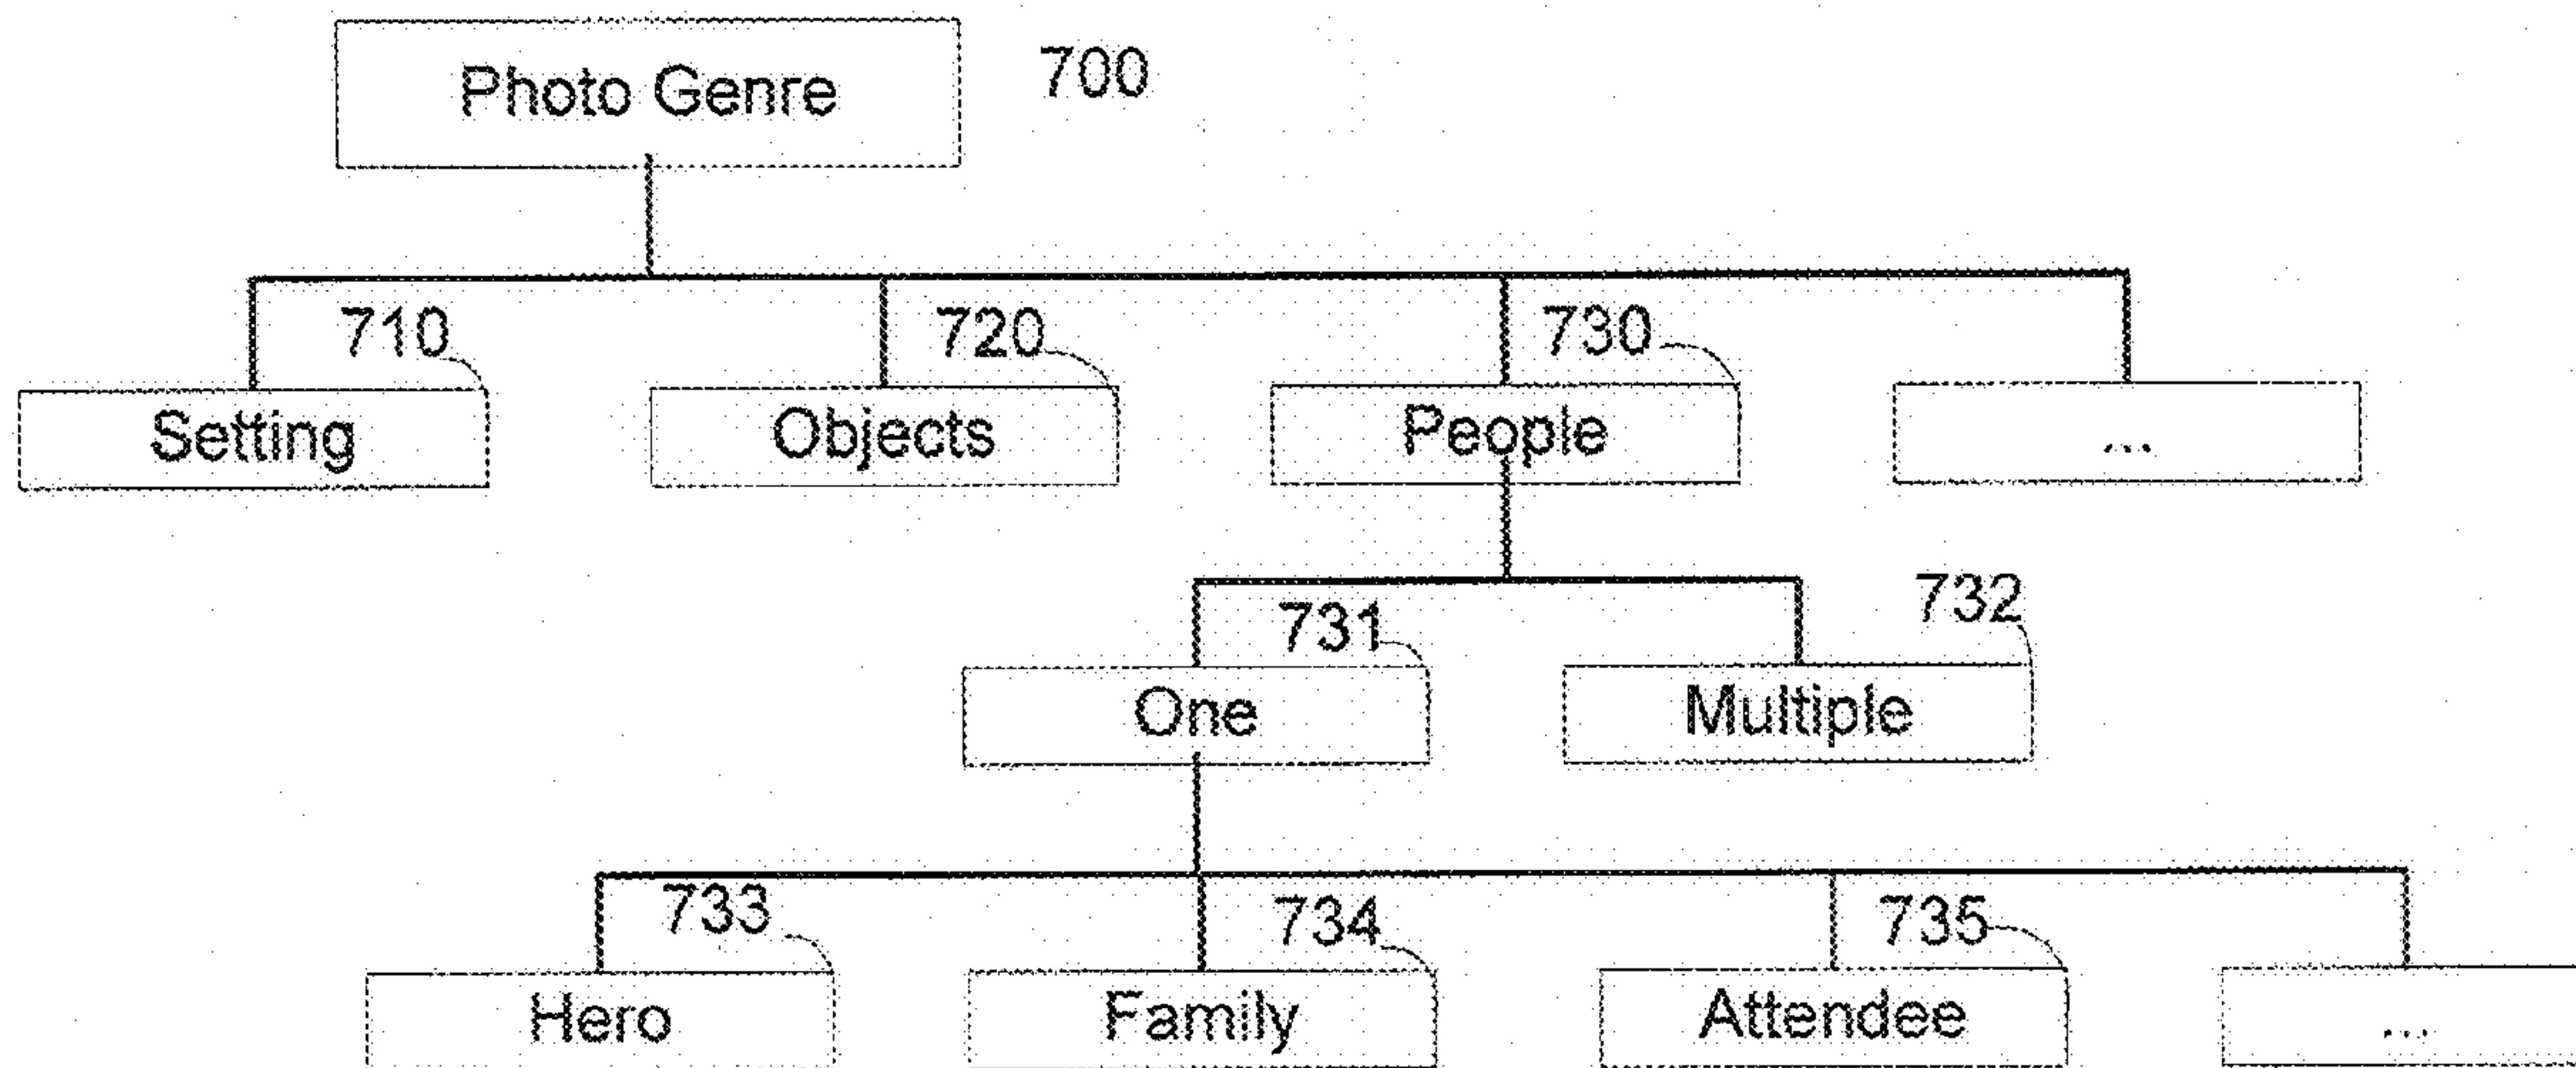 Photo Genre 700
710 720 730
Setting Objects People ...
731 732
One Multiple
733 734 735
Hero Family Attendee ...